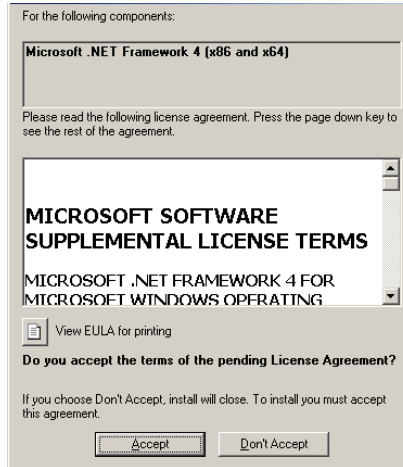 For the following components:
Microsoft .NET Framework 4 (x86 and x64)
Please read the following license agreement. Press the page down key to
see the rest of the agreement.
MICROSOFT SOFTWARE
SUPPLEMENTAL LICENSE TERMS
MICROSOFT .NET FRAMEWORK 4 FOR
MICROSOFT WINDOWS OPERATING
View EULA for printing
Do you accept the terms of the pending License Agreement?
If you choose Don't Accept, install will close. To install you must accept
this agreement.
Accept
Don't Accept